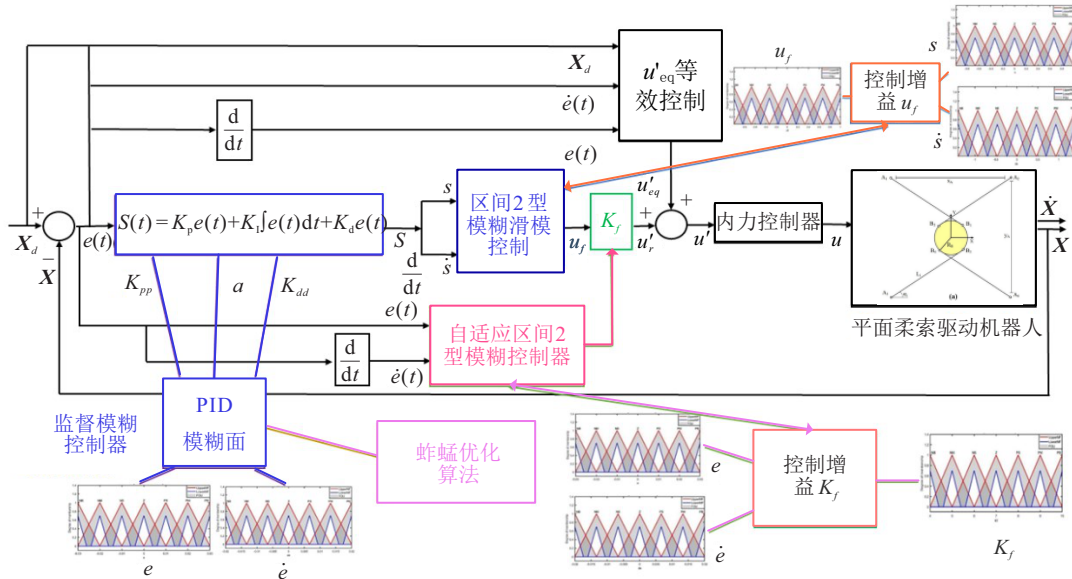 X_d
ė(t)
d
dt
e(t)
u'_eq等
效控制
u_f
控制增
益 u_f
s
ṡ
X_d
+
−
X
e(t)
S(t)=K_p e(t)+K_i∫e(t)dt+K_d e(t)
S
d
dt
s
ṡ
区间2型
模糊滑模
控制
u_f
K_f
u'_eq
+
+
u'_r
u'
内力控制器
u
Ẋ
X
(a)
平面柔索驱动机器人
K_pp
a
K_dd
e(t)
d
dt
ė(t)
自适应区间2
型模糊控制器
监督模糊
控制器
PID
模糊面
蚱蜢优化
算法
e
ė
e
ė
控制增
益 K_f
K_f